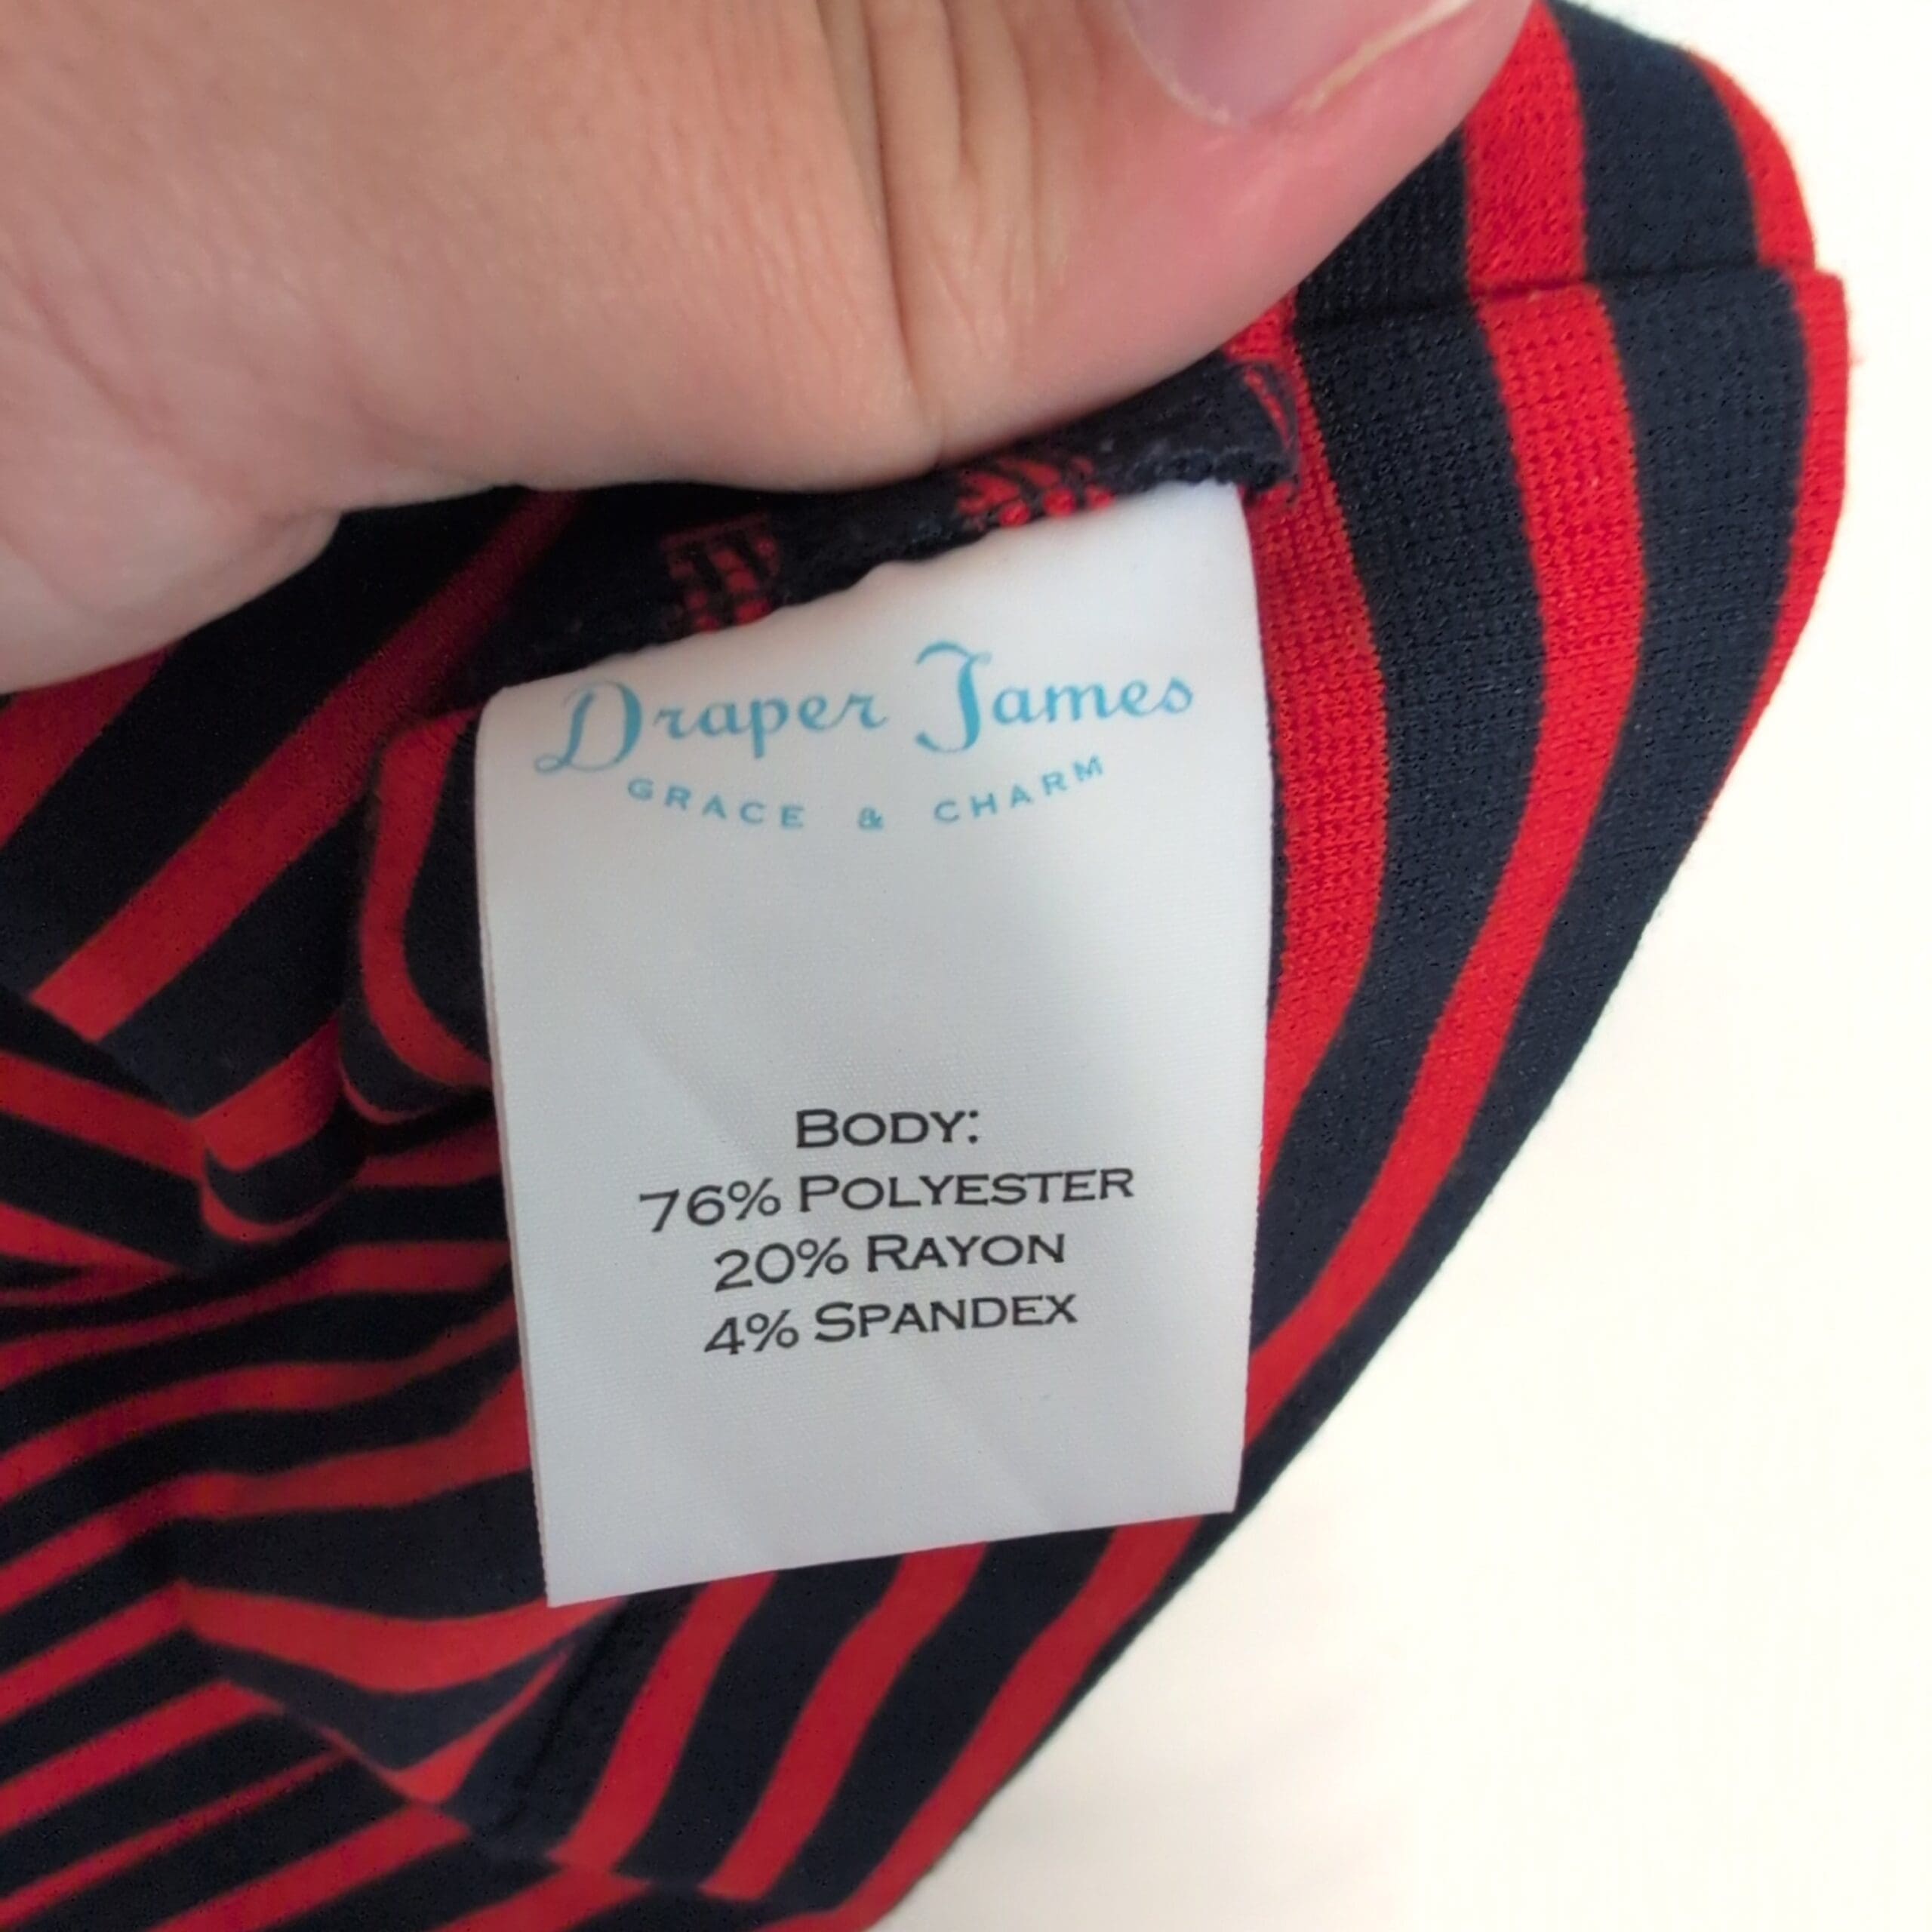 Draper James
GRACE & CHARM
BODY:
76% POLYESTER
20% RAYON
4% SPANDEX